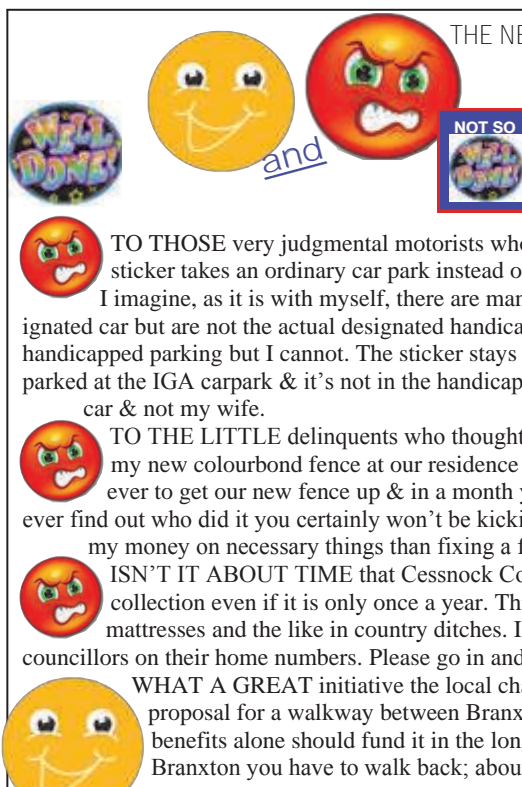 THE NE
WELL
DONE!
and
NOT SO
WELL
DONE!
TO THOSE very judgmental motorists who
sticker takes an ordinary car park instead o
I imagine, as it is with myself, there are mar
ignated car but are not the actual designated handica
handicapped parking but I cannot. The sticker stays
parked at the IGA carpark & it's not in the handicap
car & not my wife.
TO THE LITTLE delinquents who thought
my new colourbond fence at our residence
ever to get our new fence up & in a month y
ever find out who did it you certainly won't be kicki
my money on necessary things than fixing a f
ISN'T IT ABOUT TIME that Cessnock Co
collection even if it is only once a year. Th
mattresses and the like in country ditches. I
councillors on their home numbers. Please go in and
WHAT A GREAT initiative the local cha
proposal for a walkway between Branx
benefits alone should fund it in the lon
Branxton you have to walk back; abou